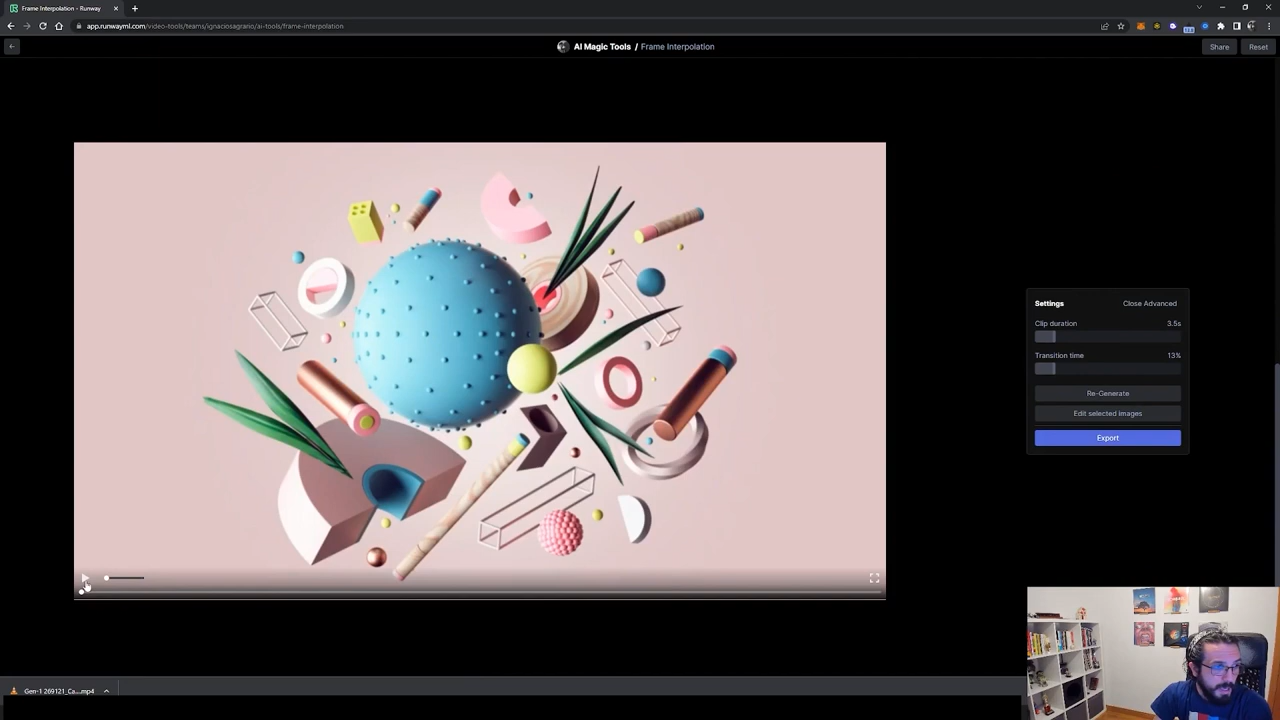 Frame Interpolation - Runway
app.runwayml.com/video-tools/teams/ignaciosagrario/ai-tools/frame-interpolation
AI Magic Tools / Frame Interpolation
Share
Reset
Settings
Close Advanced
Clip duration
3.5s
Transition time
13%
Re-Generate
Edit selected images
Export
Gen-1 269121_Ca....mp4